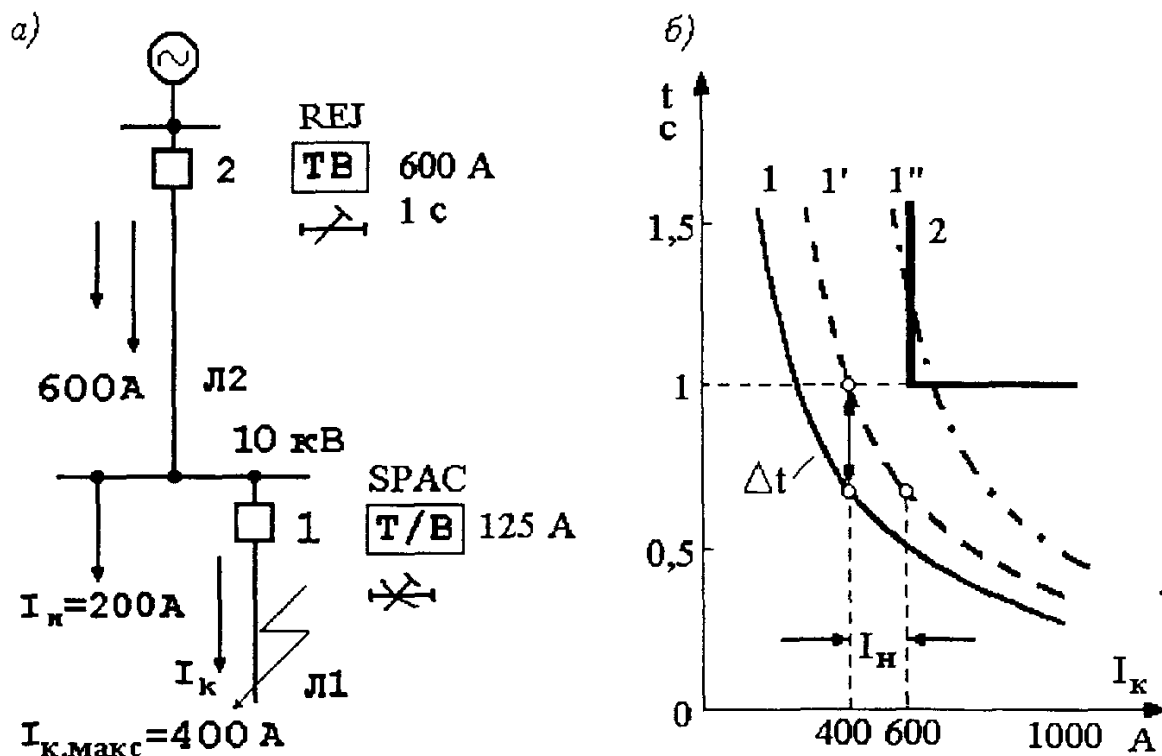 а)
REJ
2
ТВ
600 А
1 с
600А
Л2
10 кВ
SPAC
1
Т/В
125 А
Iн=200А
Iк
Л1
Iк.макс=400 А
б)
t
с
1
1'
1"
2
1,5
1
Δt
0,5
Iн
Iк
0
400
600
1000
А